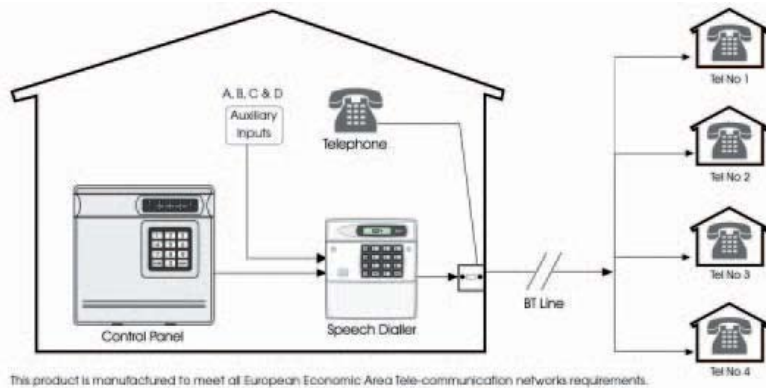 A, B, C & D
Auxiliary
Inputs
Telephone
Control Panel
Speech Dialler
BT Line
Tel No 1
Tel No 2
Tel No 3
Tel No 4
This product is manufactured to meet all European Economic Area Tele-communication networks requirements.